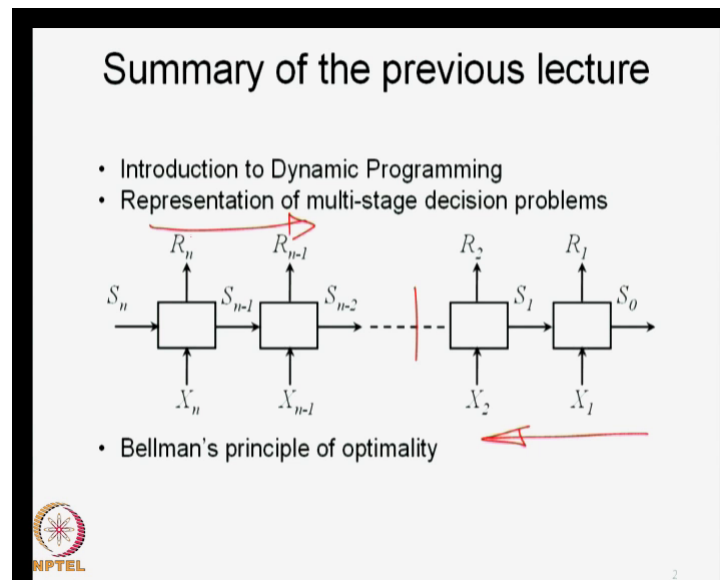 Summary of the previous lecture
• Introduction to Dynamic Programming
• Representation of multi-stage decision problems
Rn Rn-1 R2 R1
Sn Sn-1 Sn-2 S1 S0
Xn Xn-1 X2 X1
• Bellman's principle of optimality
NPTEL
2